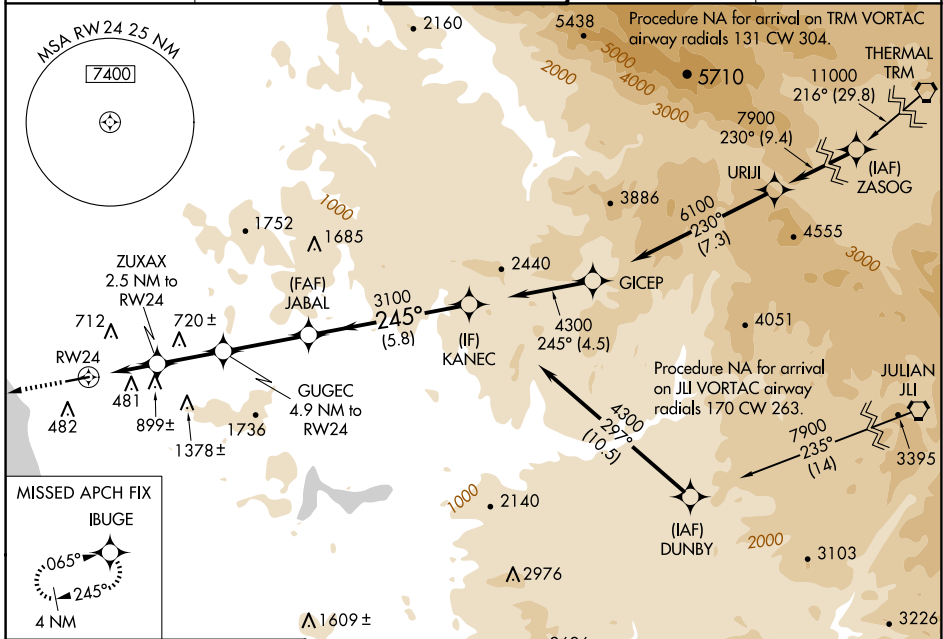 MSA RW24 25 NM
7400
2160
5438
5000
4000
3000
2000
5710
Procedure NA for arrival on TRM VORTAC
airway radials 131 CW 304.
THERMAL
TRM
11000
216° (29.8)
7900
230° (9.4)
(IAF)
ZASOG
URIJI
6100
230°
(7.3)
3886
4555
3000
1000
1752
1685
2440
GICEP
4300
245° (4.5)
ZUXAX
2.5 NM to
RW24
(FAF)
JABAL
3100
245°
(5.8)
(IF)
KANEC
4051
712
720 ±
RW24
GUGEC
4.9 NM to
RW24
481
482
899±
1378 ±
1736
Procedure NA for arrival
on JLI VORTAC airway
radials 170 CW 263.
JULIAN
JLI
7900
235°
(14)
3395
4300
297°
(10.5)
(IAF)
DUNBY
1000
2140
2000
3103
2976
3226
1609 ±
MISSED APCH FIX
IBUGE
065°
245°
4 NM